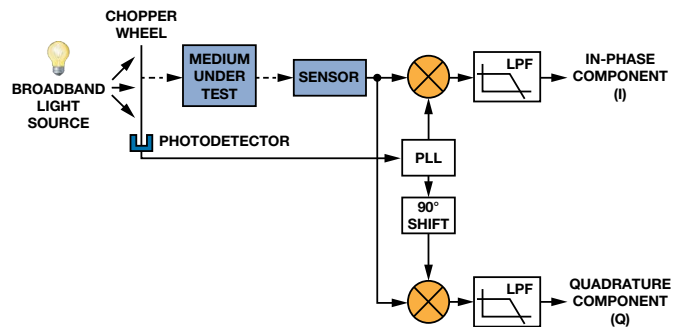 CHOPPER
WHEEL
BROADBAND
LIGHT
SOURCE
MEDIUM
UNDER
TEST
SENSOR
LPF
IN-PHASE
COMPONENT
(I)
PHOTODETECTOR
PLL
90°
SHIFT
LPF
QUADRATURE
COMPONENT
(Q)